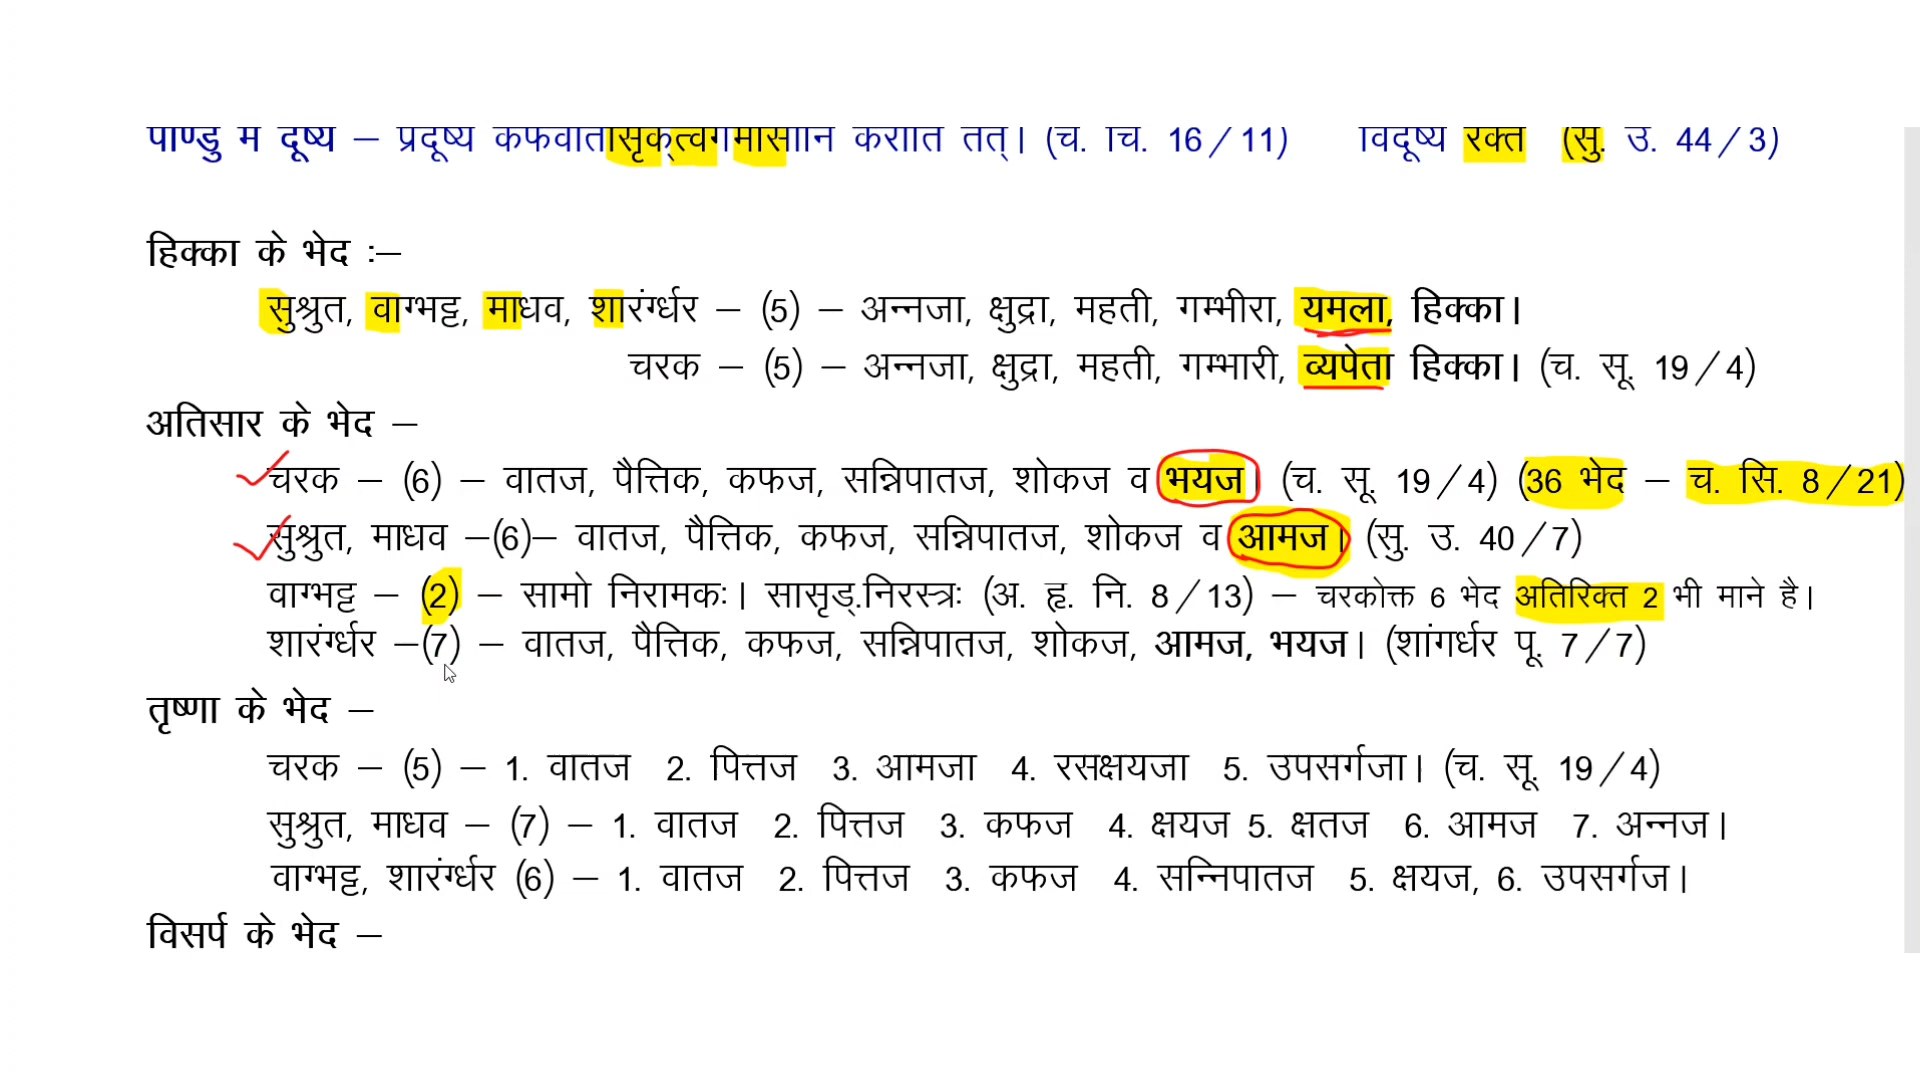 पाण्डु में दूष्य – प्रदूष्य कफवातासृक्त्वगमांसानि करोति तत्। (च. चि. 16/11) विदूष्य रक्त (सु. उ. 44/3)
हिक्का के भेद :–
सुश्रुत, वाग्भट्ट, माधव, शारंर्ग्धर – (5) – अन्नजा, क्षुद्रा, महती, गम्भीरा, यमला, हिक्का।
चरक – (5) – अन्नजा, क्षुद्रा, महती, गम्भारी, व्यपेता हिक्का। (च. सू. 19/4)
अतिसार के भेद –
चरक – (6) – वातज, पैत्तिक, कफज, सन्निपातज, शोकज व भयज। (च. सू. 19/4) (36 भेद – च. सि. 8/21)
सुश्रुत, माधव –(6)– वातज, पैत्तिक, कफज, सन्निपातज, शोकज व आमज। (सु. उ. 40/7)
वाग्भट्ट – (2) – सामो निरामकः। सासृड्.निरस्त्रः (अ. हृ. नि. 8/13) – चरकोक्त 6 भेद अतिरिक्त 2 भी माने है।
शारंर्ग्धर –(7) – वातज, पैत्तिक, कफज, सन्निपातज, शोकज, आमज, भयज। (शांगर्धर पू. 7/7)
तृष्णा के भेद –
चरक – (5) – 1. वातज 2. पित्तज 3. आमजा 4. रसक्षयजा 5. उपसर्गजा। (च. सू. 19/4)
सुश्रुत, माधव – (7) – 1. वातज 2. पित्तज 3. कफज 4. क्षयज 5. क्षतज 6. आमज 7. अन्नज।
वाग्भट्ट, शारंर्ग्धर (6) – 1. वातज 2. पित्तज 3. कफज 4. सन्निपातज 5. क्षयज, 6. उपसर्गज।
विसर्प के भेद –